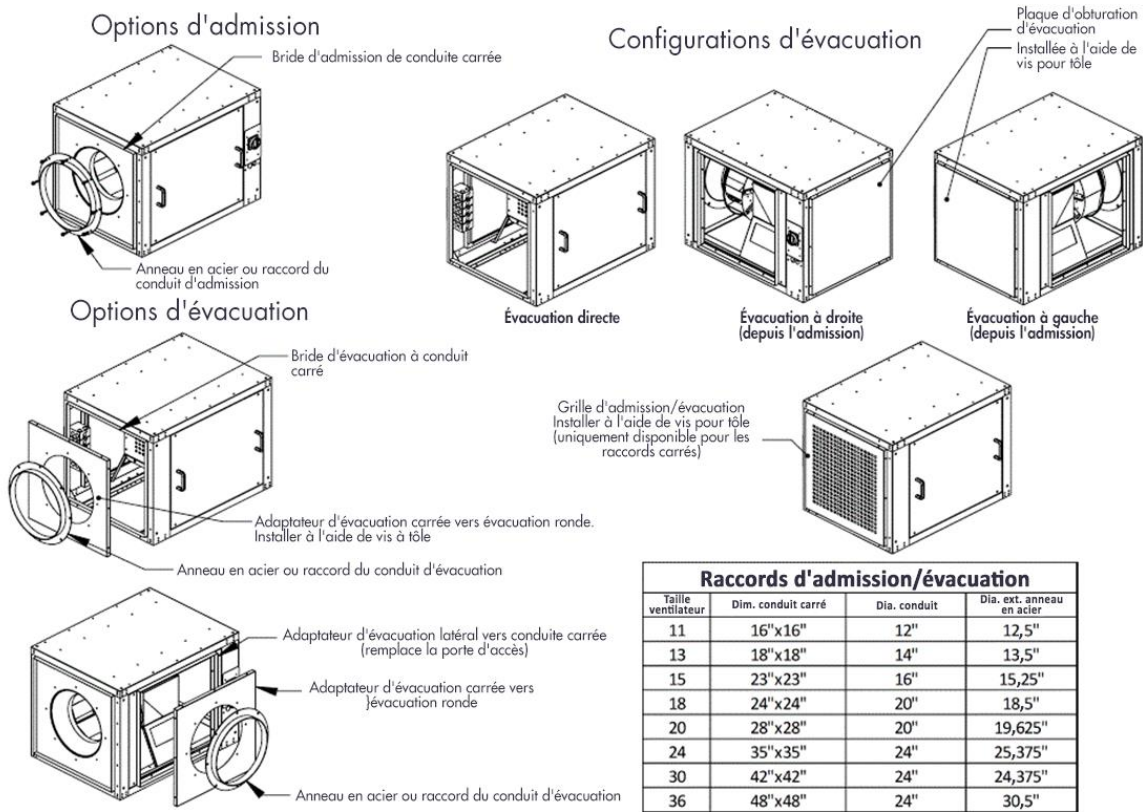 Options d'admission
Bride d'admission de conduite carrée
Anneau en acier ou raccord du
conduit d'admission
Configurations d'évacuation
Plaque d'obturation
d'évacuation
Installée à l'aide de
vis pour tôle
Évacuation directe
Évacuation à droite
(depuis l'admission)
Évacuation à gauche
(depuis l'admission)
Options d'évacuation
Bride d'évacuation à conduit
carré
Adaptateur d'évacuation carrée vers évacuation ronde.
Installer à l'aide de vis à tôle
Anneau en acier ou raccord du conduit d'évacuation
Grille d'admission/évacuation
Installer à l'aide de vis pour tôle
(uniquement disponible pour les
raccords carrés)
Adaptateur d'évacuation latéral vers conduite carrée
(remplace la porte d'accès)
Adaptateur d'évacuation carrée vers
}évacuation ronde
Anneau en acier ou raccord du conduit d'évacuation
Raccords d'admission/évacuation
Taille ventilateur Dim. conduit carré Dia. conduit Dia. ext. anneau en acier
11 16"x16" 12" 12,5"
13 18"x18" 14" 13,5"
15 23"x23" 16" 15,25"
18 24"x24" 20" 18,5"
20 28"x28" 20" 19,625"
24 35"x35" 24" 25,375"
30 42"x42" 24" 24,375"
36 48"x48" 24" 30,5"